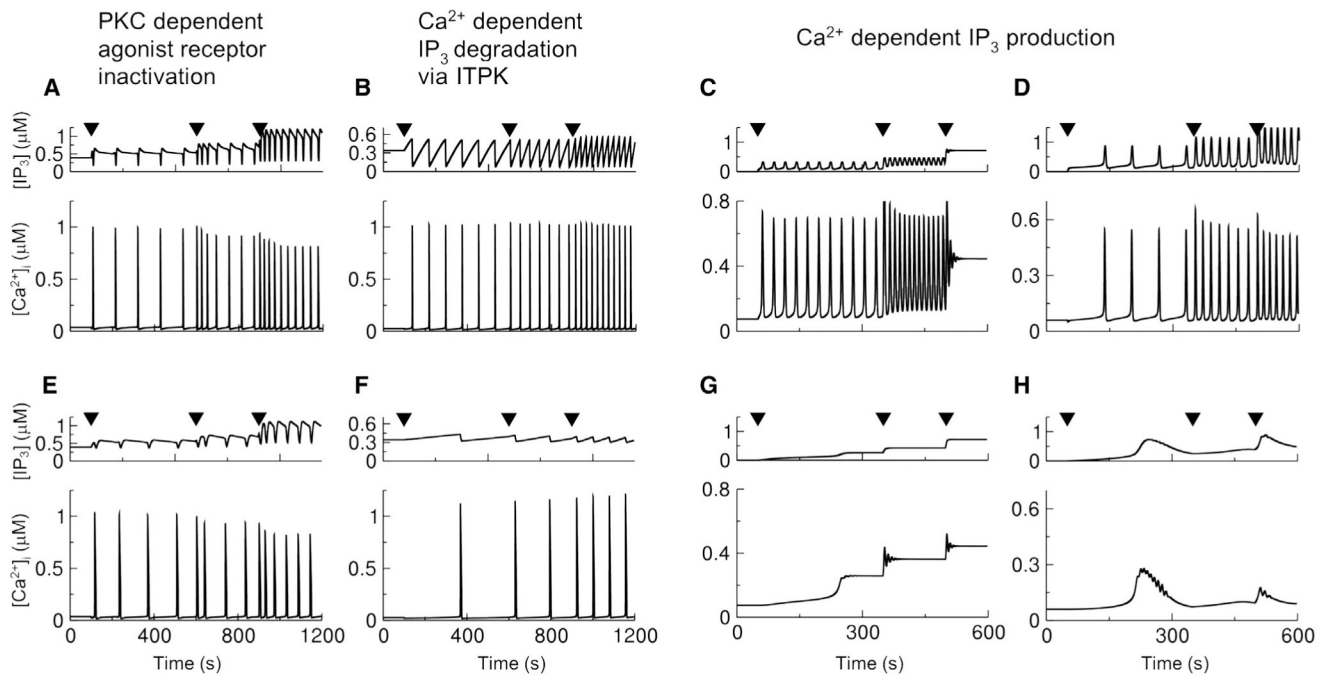 PKC dependent
agonist receptor
inactivation
Ca2+ dependent
IP3 degradation
via ITPK
Ca2+ dependent IP3 production
A
B
C
D
[IP3] (μM)
1
0.5
0
0.6
0.3
0
1
0
1
0
[Ca2+]i (μM)
1
0.5
0
1
0.5
0
0.8
0.4
0
0.6
0.3
0
E
F
G
H
[IP3] (μM)
1
0.5
0
0.6
0.3
0
1
0
1
0
[Ca2+]i (μM)
1
0.5
0
1
0.5
0
0.8
0.4
0
0.6
0.3
0
0 400 800 1200
0 400 800 1200
0 300 600
0 300 600
Time (s)
Time (s)
Time (s)
Time (s)